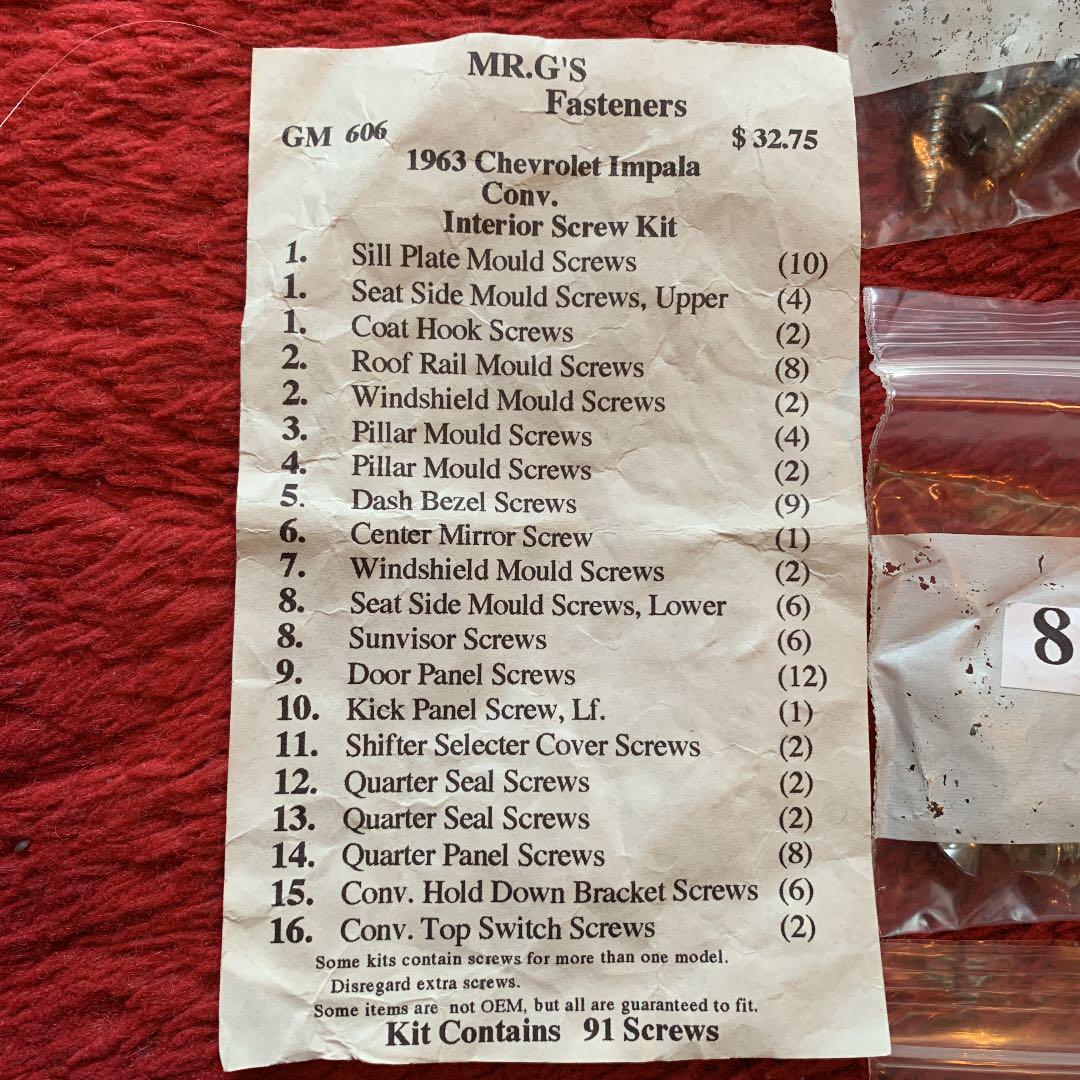 MR.G'S
Fasteners
GM 606 $ 32.75
1963 Chevrolet Impala
Conv.
Interior Screw Kit
1. Sill Plate Mould Screws (10)
1. Seat Side Mould Screws, Upper (4)
1. Coat Hook Screws (2)
2. Roof Rail Mould Screws (8)
2. Windshield Mould Screws (2)
3. Pillar Mould Screws (4)
4. Pillar Mould Screws (2)
5. Dash Bezel Screws (9)
6. Center Mirror Screw (1)
7. Windshield Mould Screws (2)
8. Seat Side Mould Screws, Lower (6)
8. Sunvisor Screws (6)
9. Door Panel Screws (12)
10. Kick Panel Screw, Lf. (1)
11. Shifter Selecter Cover Screws (2)
12. Quarter Seal Screws (2)
13. Quarter Seal Screws (2)
14. Quarter Panel Screws (8)
15. Conv. Hold Down Bracket Screws (6)
16. Conv. Top Switch Screws (2)
Some kits contain screws for more than one model.
Disregard extra screws.
Some items are not OEM, but all are guaranteed to fit.
Kit Contains 91 Screws
8